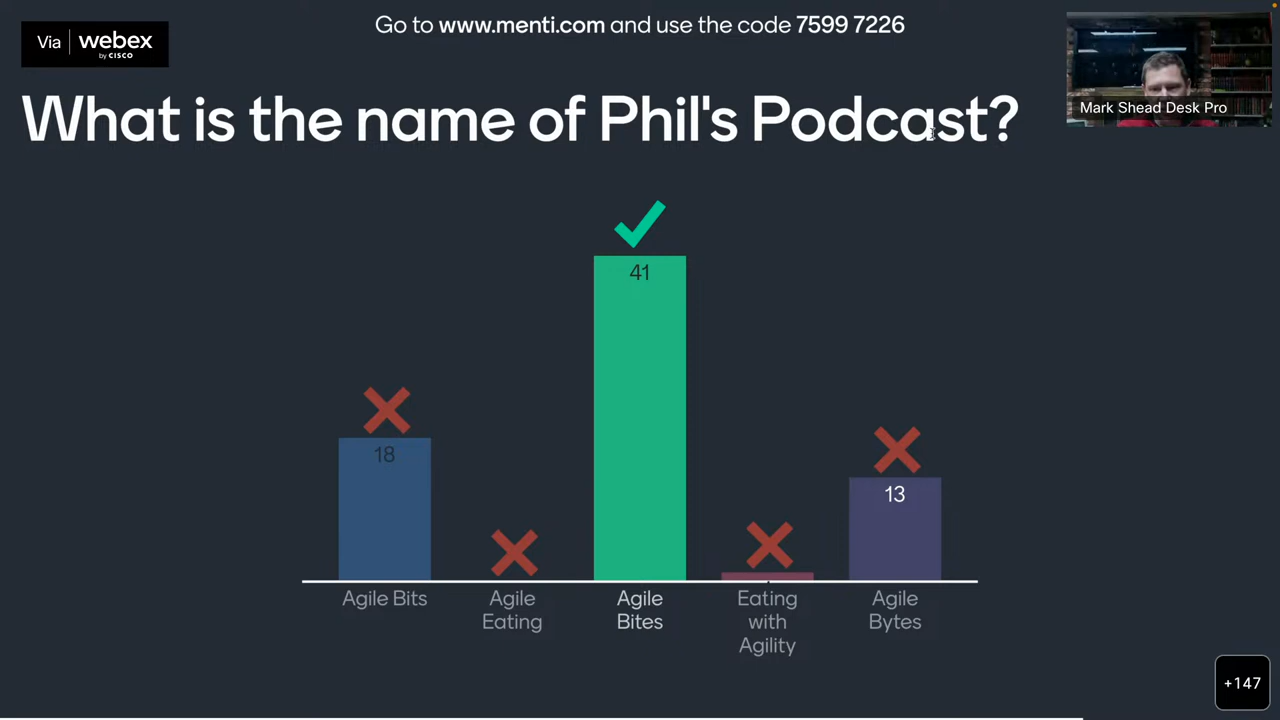 Go to www.menti.com and use the code 7599 7226
Via webex
by CISCO
Mark Shead Desk Pro
What is the name of Phil's Podcast?
41
18
13
Agile Bits
Agile
Eating
Agile
Bites
Eating
with
Agility
Agile
Bytes
+147